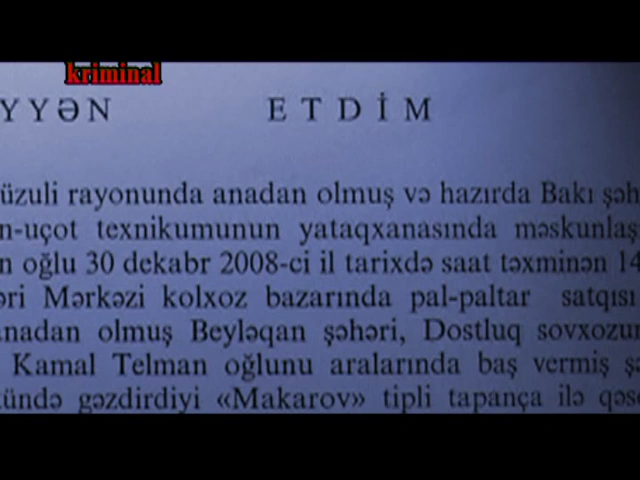 kriminal
YYƏN ETDİM
üzuli rayonunda anadan olmuş və hazırda Bakı şəh
n-uçot texnikumunun yataqxanasında məskunlaş
n oğlu 30 dekabr 2008-ci il tarixdə saat təxminən 14
əri Mərkəzi kolxoz bazarında pal-paltar satqısı
anadan olmuş Beyləqan şəhəri, Dostluq sovxozun
Kamal Telman oğlunu aralarında baş vermiş şə
ündə gəzdirdiyi «Makarov» tipli tapança ilə qəs